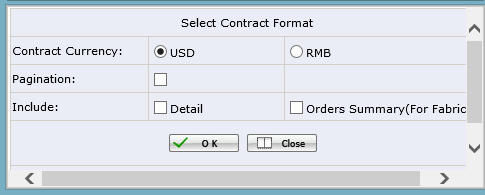 Select Contract Format
Contract Currency: USD RMB
Pagination:
Include: Detail Orders Summary(For Fabric
O K Close